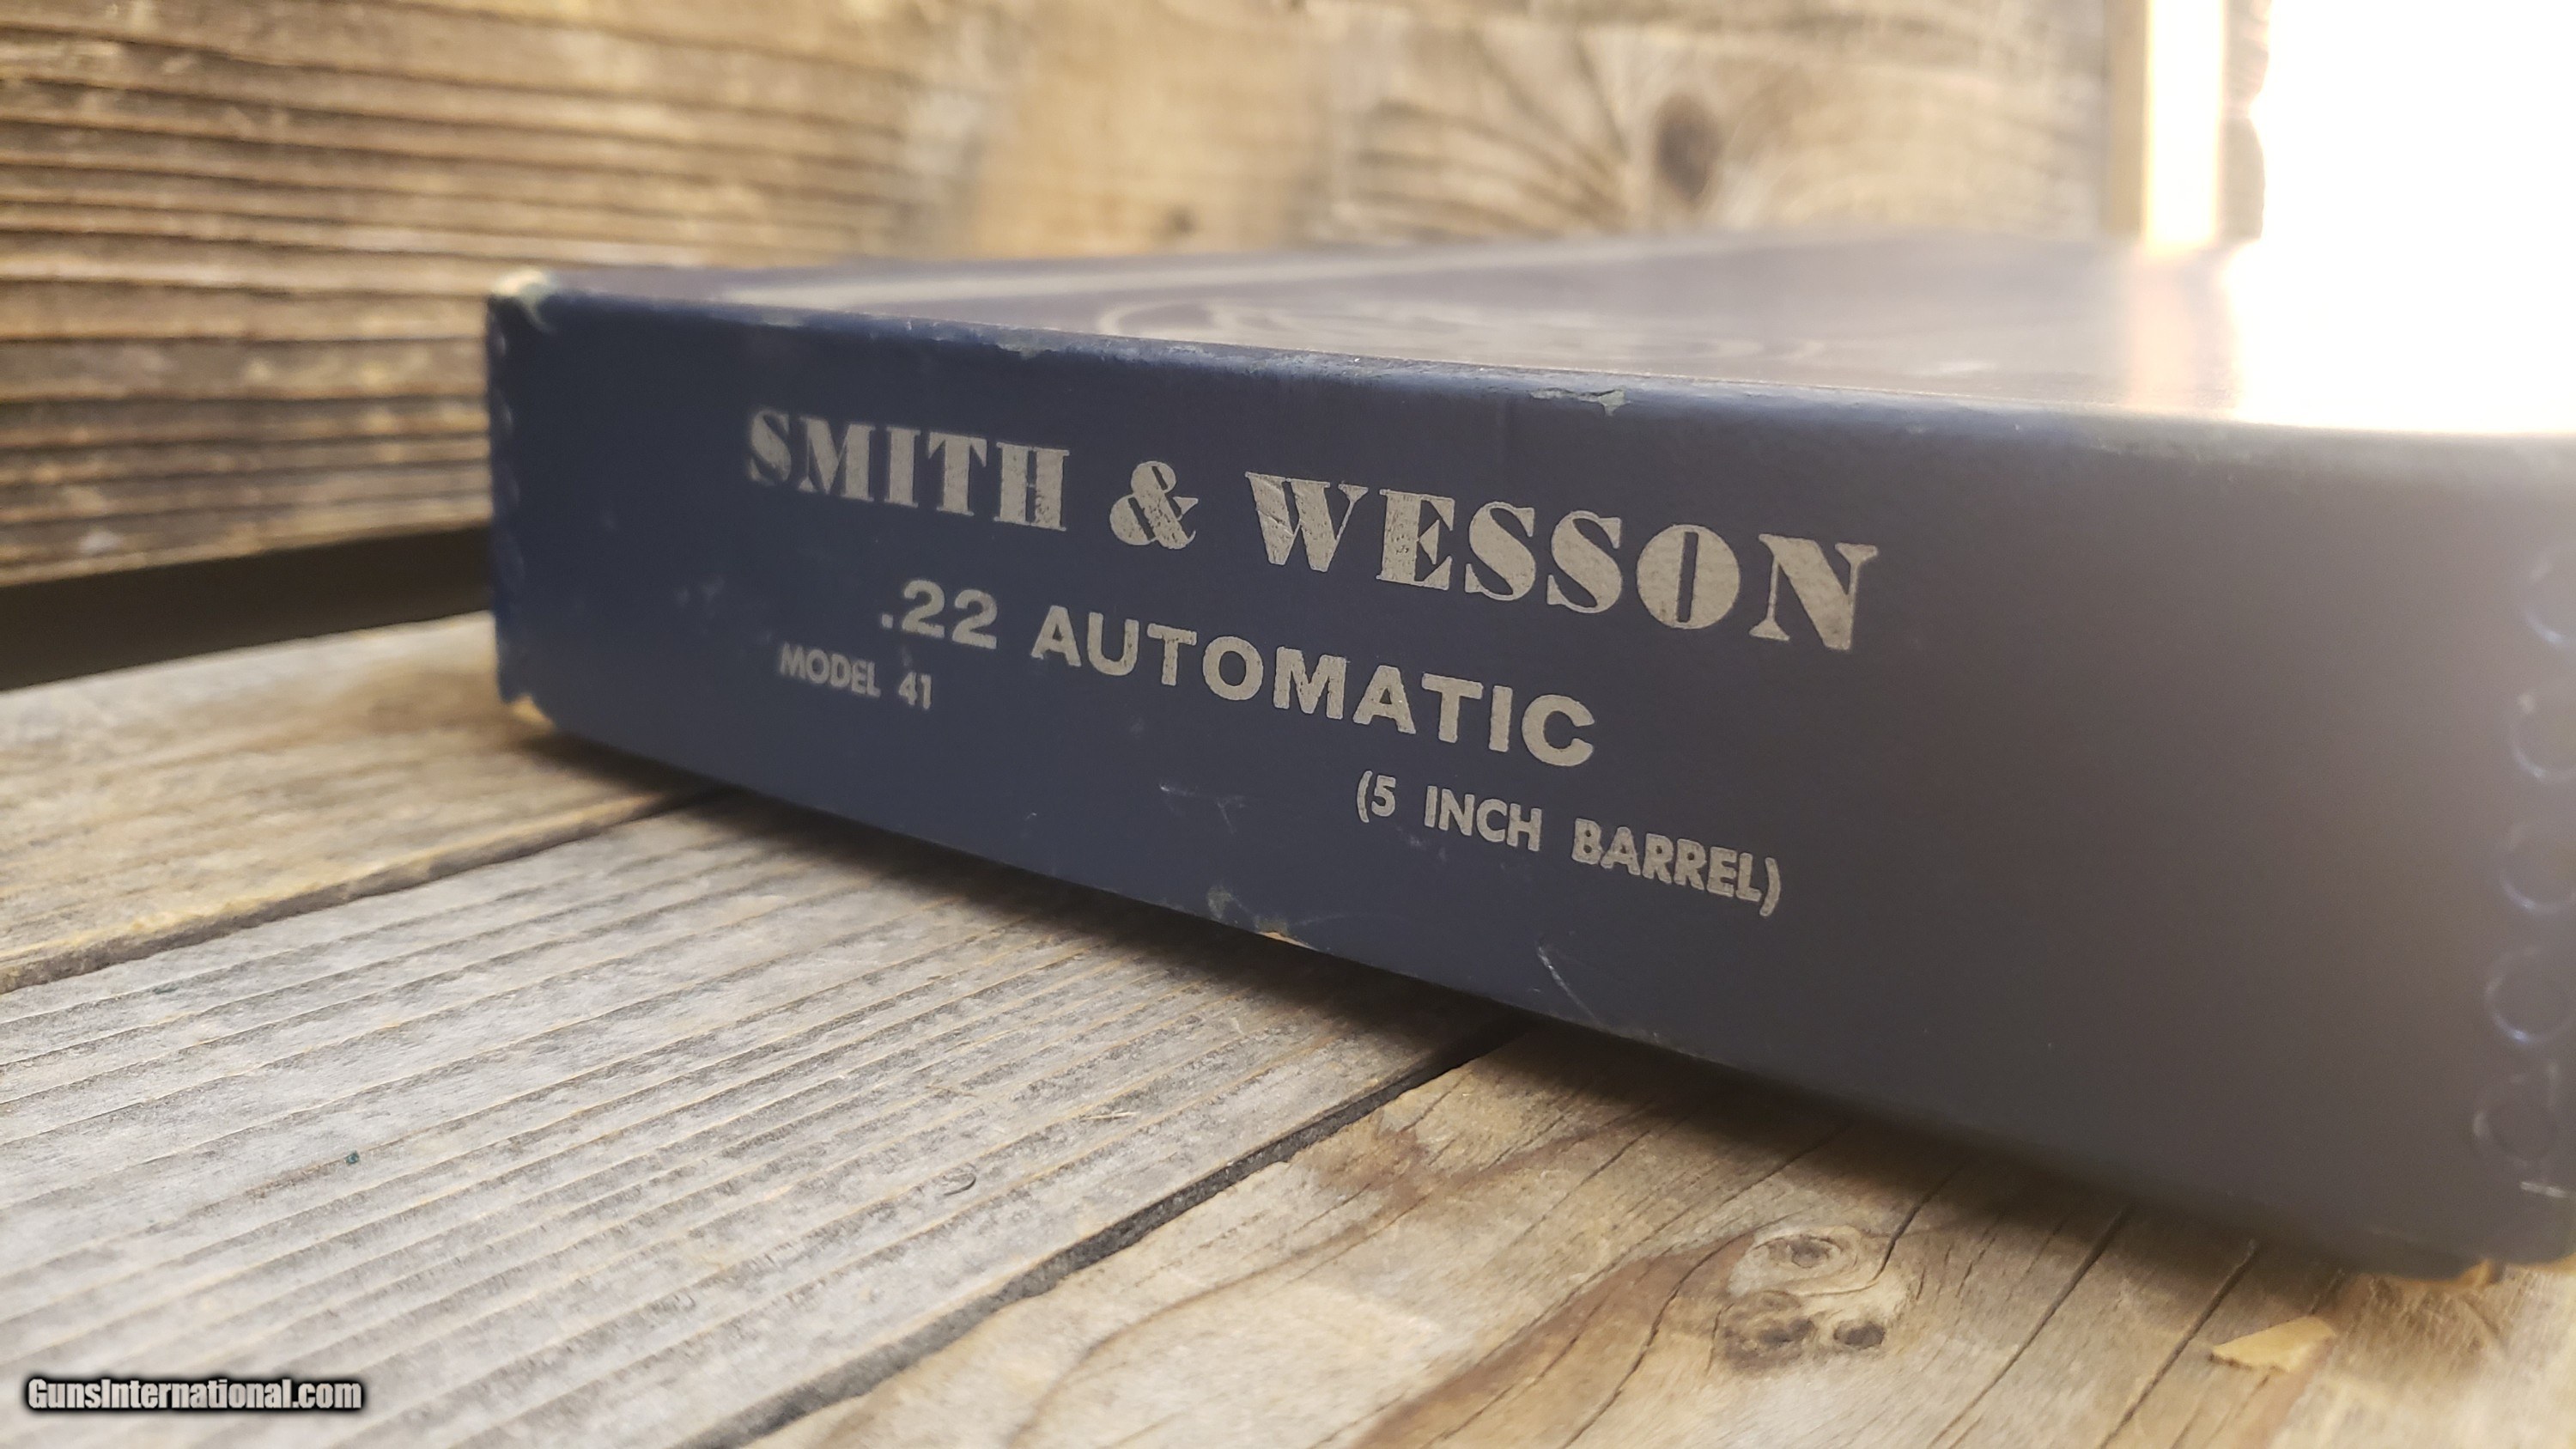 SMITH & WESSON
.22 AUTOMATIC
MODEL 41
(5 INCH BARREL)
GunsInternational.com